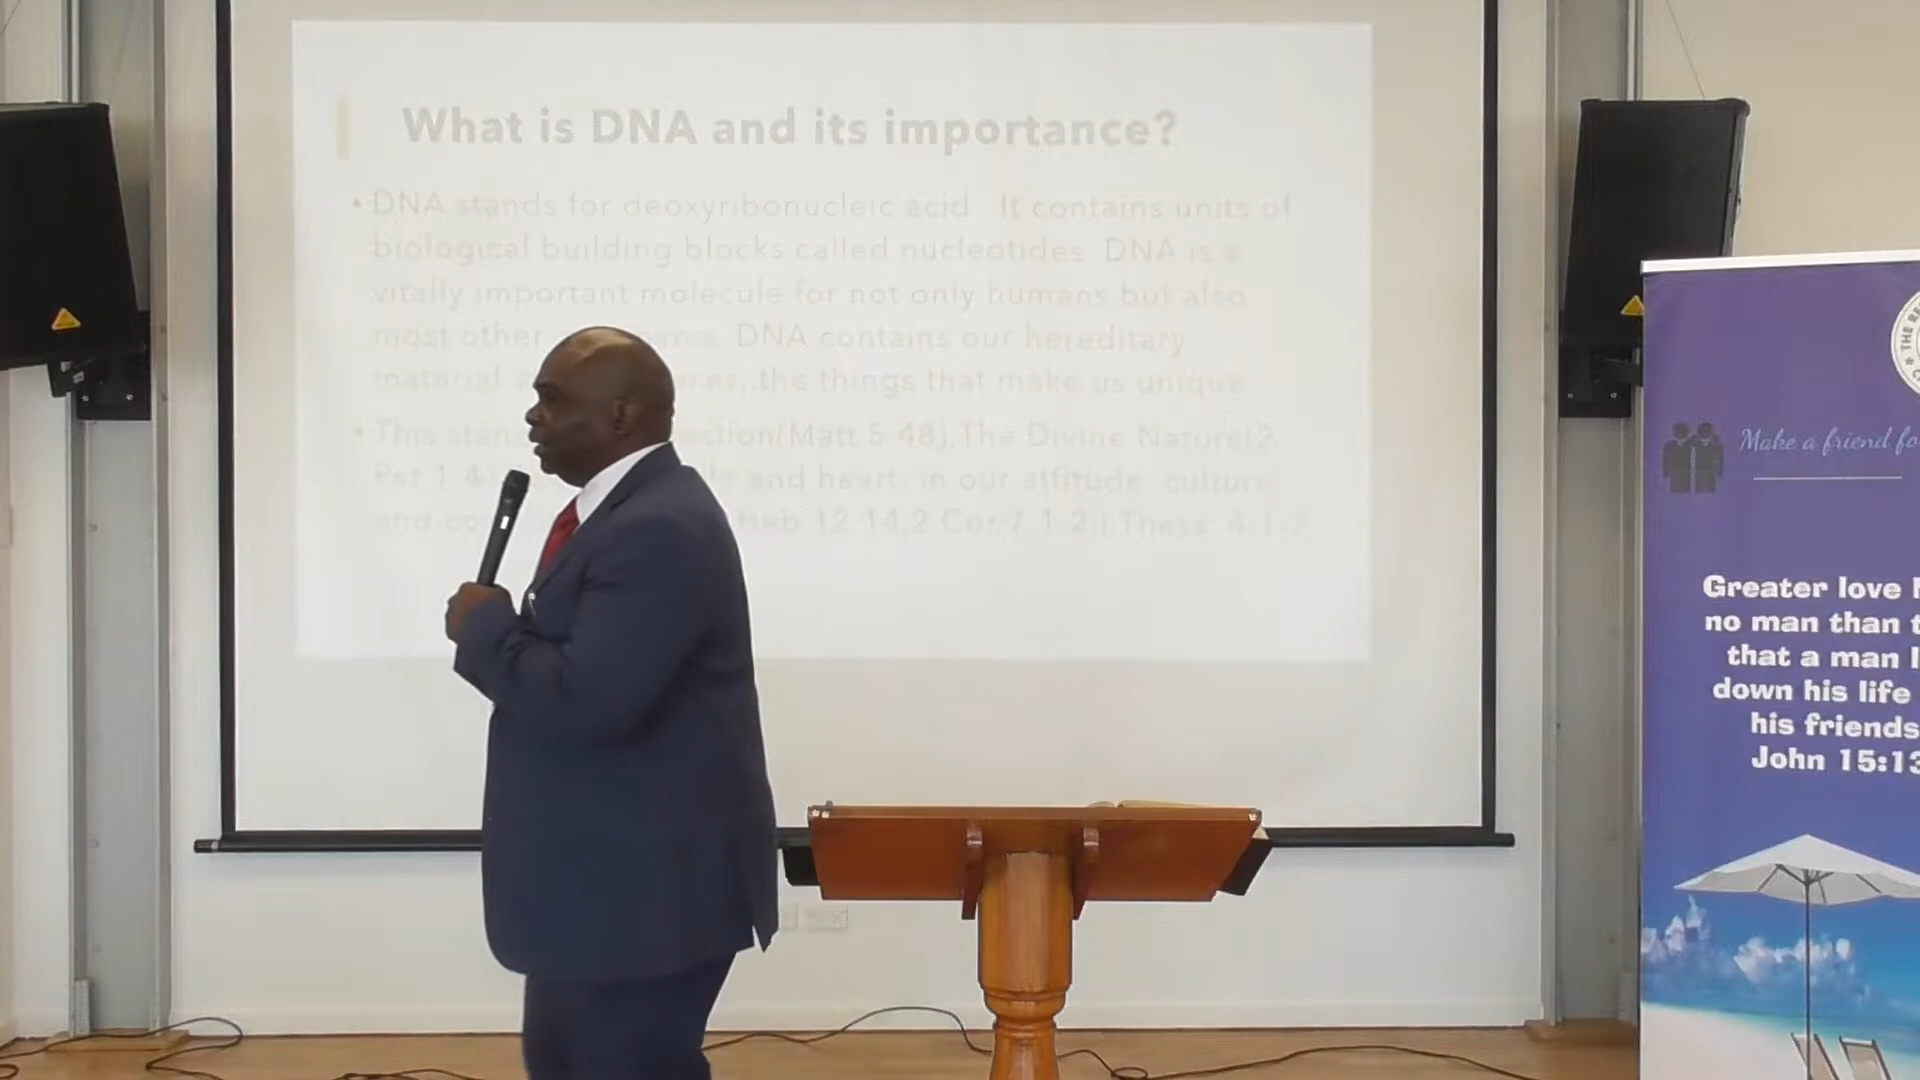 What is DNA and its importance?
• DNA stands for deoxyribonucleic acid It contains units of
biological building blocks called nucleotides DNA is a
vitally important molecule for not only humans but also
most other DNA contains our hereditary
material the things that make us unique
• This (Matt 5 48),The Divine Nature(2
Pet 1 4 and heart: in our attitude, culture
and Heb 12 14,2 Cor 7 1-2,I Thess 4:1-7
THE RE
Make a friend fo
Greater love h
no man than t
that a man l
down his life
his friends
John 15:13